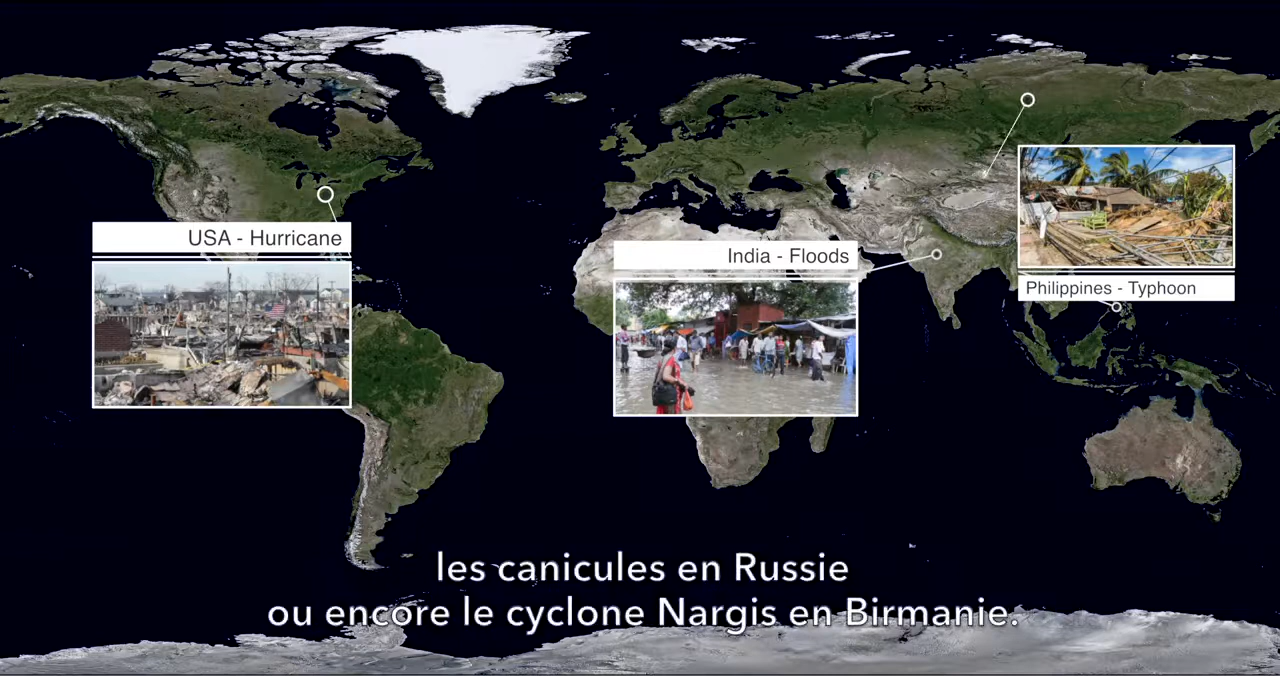 USA - Hurricane
India - Floods
Philippines - Typhoon
les canicules en Russie
ou encore le cyclone Nargis en Birmanie.